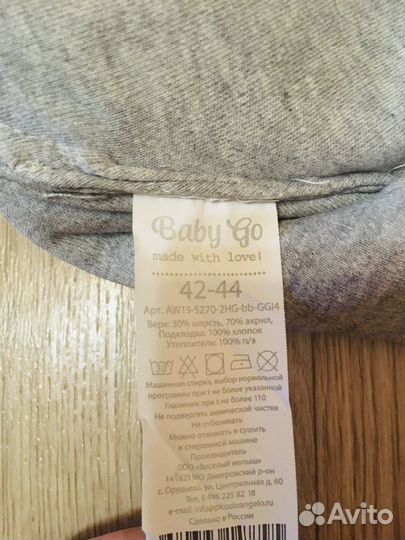 Baby Go
made with love!
42-44
Арт. AW19-5270-2HG-bb-GGI4
Верх: 30% шерсть, 70% акрил,
Подкладка: 100% хлопок
Утеплитель: 100% п/э
Машинная стирка, выбор нормальной
программы при t не более указанной
Глажение при t не более 110
Не подвергать химической чистке
Не отбеливать
Можно отжимать и сушить
в стиральной машине
Производитель:
ООО «Веселый малыш»
141825 МО Дмитровский р-он
с. Орудьево, ул. Центральная д. 60
Тел. 8 496 225 82 18
e-mail: info@piccoloangelo.ru
Сделано в России
Avito